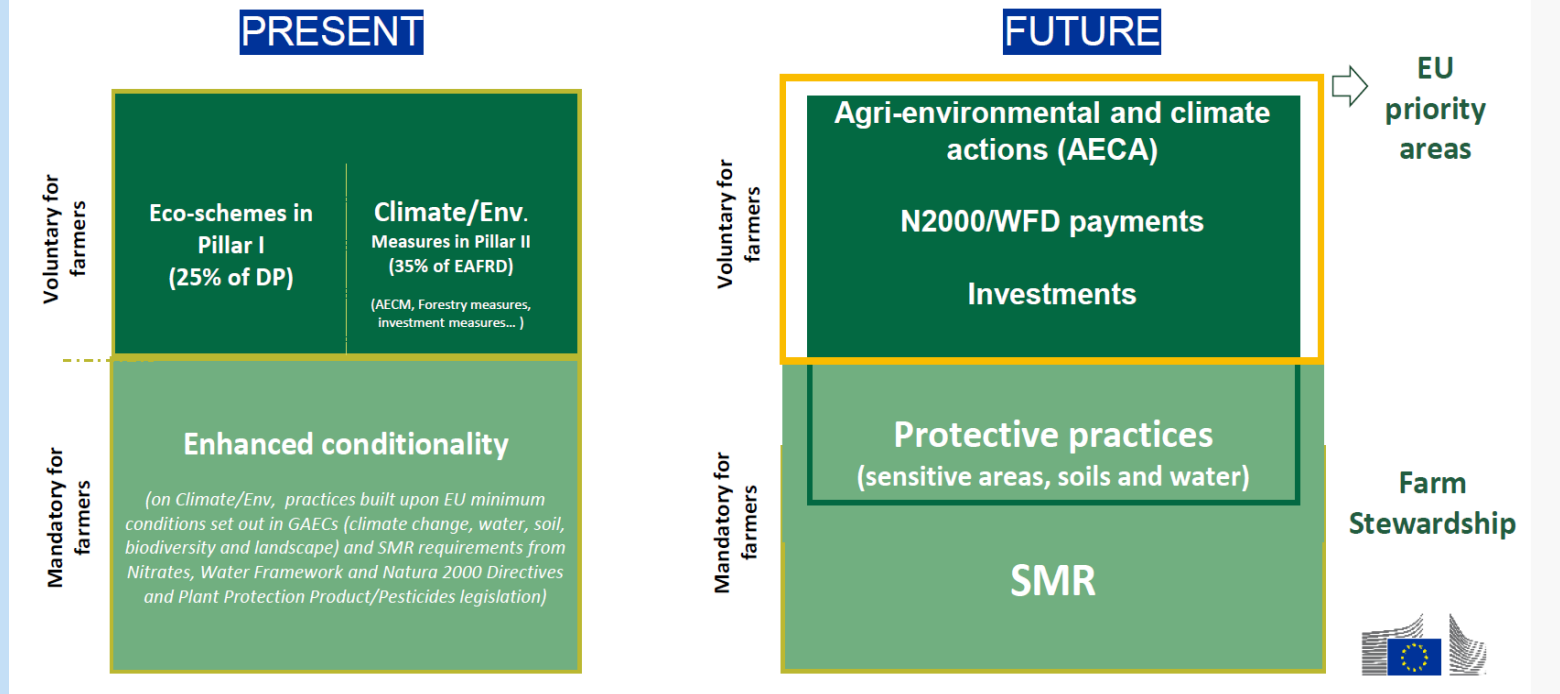 PRESENT
Voluntary for
farmers
Eco-schemes in
Pillar I
(25% of DP)
Climate/Env.
Measures in Pillar II
(35% of EAFRD)
(AECM, Forestry measures,
investment measures... )
Mandatory for
farmers
Enhanced conditionality
(on Climate/Env,  practices built upon EU minimum
conditions set out in GAECs (climate change, water, soil,
biodiversity and landscape) and SMR requirements from
Nitrates, Water Framework and Natura 2000 Directives
and Plant Protection Product/Pesticides legislation)
FUTURE
Voluntary for
farmers
Agri-environmental and climate
actions (AECA)
N2000/WFD payments
Investments
EU
priority
areas
Mandatory for
farmers
Protective practices
(sensitive areas, soils and water)
SMR
Farm
Stewardship